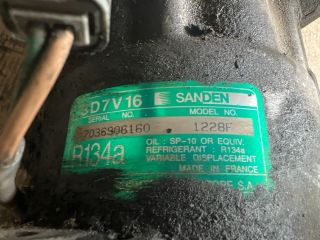 SD7V16 SANDEN
SERIAL NO. MODEL NO.
7036906160 1228F
OIL : SP-10 OR EQUIV.
R134a REFRIGERANT : R134a
VARIABLE DISPLACEMENT
MADE IN FRANCE
S.A.